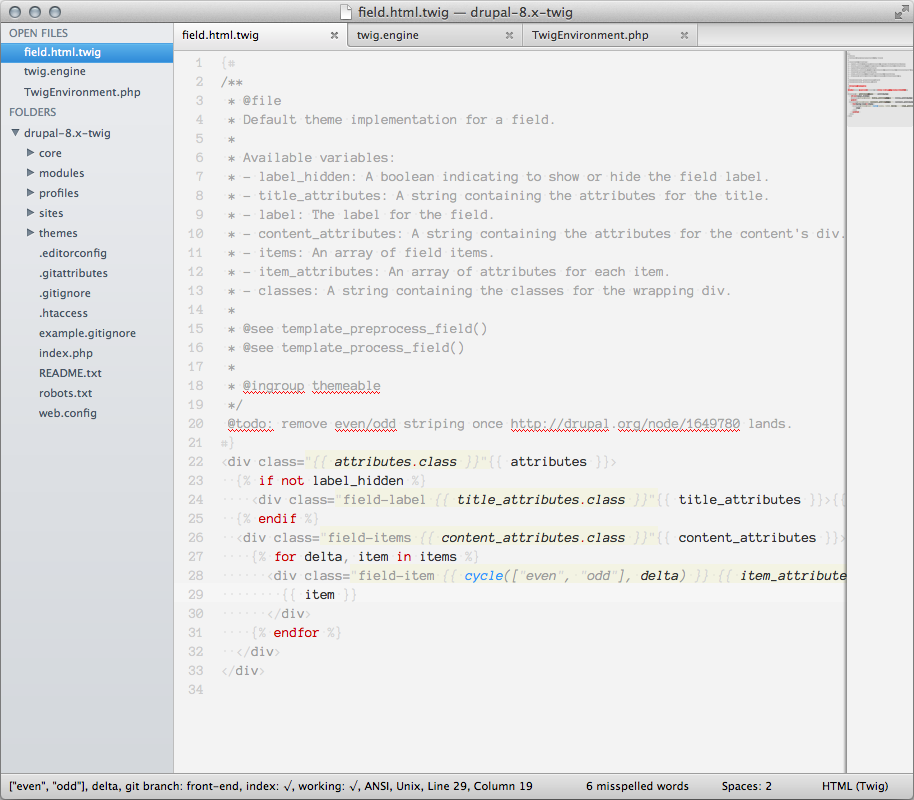 field.html.twig — drupal-8.x-twig
OPEN FILES
field.html.twig
twig.engine
TwigEnvironment.php
FOLDERS
drupal-8.x-twig
core
modules
profiles
sites
themes
.editorconfig
.gitattributes
.gitignore
.htaccess
example.gitignore
index.php
README.txt
robots.txt
web.config
field.html.twig
twig.engine
TwigEnvironment.php
1 {#
2 /**
3 * @file
4 * Default theme implementation for a field.
5 *
6 * Available variables:
7 * - label_hidden: A boolean indicating to show or hide the field label.
8 * - title_attributes: A string containing the attributes for the title.
9 * - label: The label for the field.
10 * - content_attributes: A string containing the attributes for the content's div.
11 * - items: An array of field items.
12 * - item_attributes: An array of attributes for each item.
13 * - classes: A string containing the classes for the wrapping div.
14 *
15 * @see template_preprocess_field()
16 * @see template_process_field()
17 *
18 * @ingroup themeable
19 */
20 @todo: remove even/odd striping once http://drupal.org/node/1649780 lands.
21 #}
22 <div class="{{ attributes.class }}"{{ attributes }}>
23 {% if not label_hidden %}
24 <div class="field-label {{ title_attributes.class }}"{{ title_attributes }}>{{
25 {% endif %}
26 <div class="field-items {{ content_attributes.class }}"{{ content_attributes }}>
27 {% for delta, item in items %}
28 <div class="field-item {{ cycle(["even", "odd"], delta) }} {{ item_attribute
29 {{ item }}
30 </div>
31 {% endfor %}
32 </div>
33 </div>
34
["even", "odd"], delta, git branch: front-end, index: √, working: √, ANSI, Unix, Line 29, Column 19
6 misspelled words
Spaces: 2
HTML (Twig)